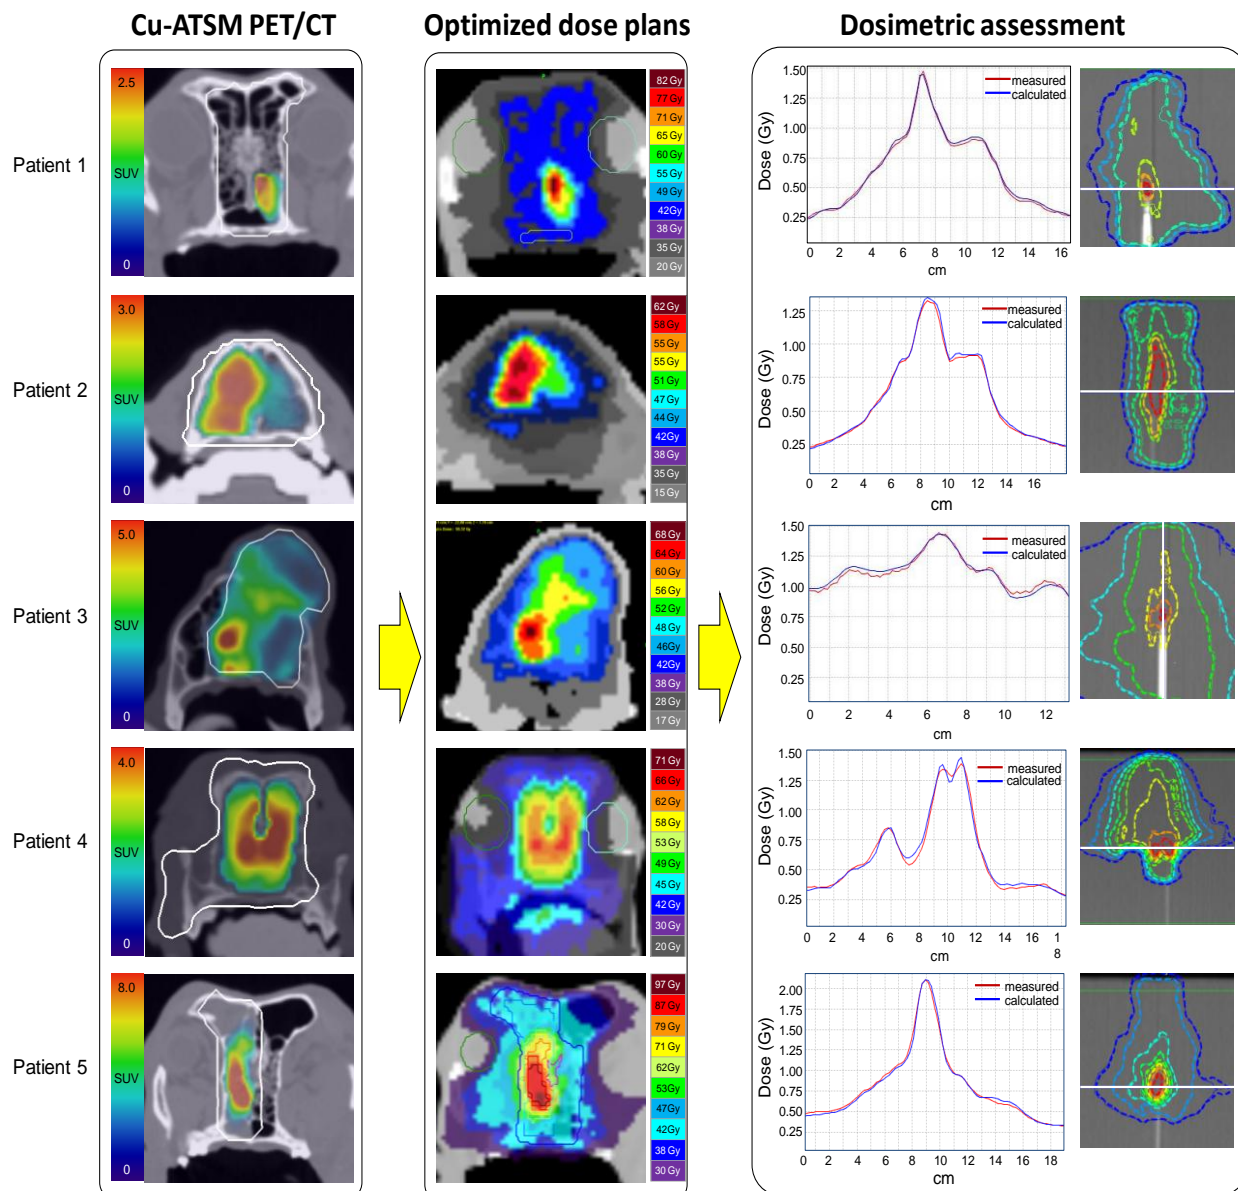 Cu-ATSM PET/CT Optimized dose plans Dosimetric assessment
Patient 1
2.5
SUV
0
82 Gy
77 Gy
71 Gy
65 Gy
60 Gy
55 Gy
49 Gy
42 Gy
38 Gy
35 Gy
20 Gy
Dose (Gy)
1.50
1.25
1.00
0.75
0.50
0.25
measured
calculated
0 2 4 6 8 10 12 14 16
cm
Patient 2
3.0
SUV
0
62 Gy
58 Gy
55 Gy
55 Gy
51 Gy
47 Gy
44 Gy
42Gy
38 Gy
35 Gy
15 Gy
Dose (Gy)
1.25
1.00
0.75
0.50
0.25
measured
calculated
0 2 4 6 8 10 12 14 16
cm
Patient 3
5.0
SUV
0
68 Gy
64 Gy
60 Gy
56 Gy
52 Gy
48 Gy
46Gy
42Gy
38 Gy
28 Gy
17 Gy
Dose (Gy)
1.50
1.25
1.00
0.75
0.50
0.25
measured
calculated
0 2 4 6 8 10 12
cm
Patient 4
4.0
SUV
0
71 Gy
66 Gy
62 Gy
58 Gy
53 Gy
49 Gy
45 Gy
42 Gy
30 Gy
20 Gy
Dose (Gy)
1.50
1.25
1.00
0.75
0.50
0.25
measured
calculated
0 2 4 6 8 10 12 14 16 1
8
cm
Patient 5
8.0
SUV
0
97 Gy
87 Gy
79 Gy
71 Gy
62 Gy
53Gy
47 Gy
42 Gy
38 Gy
30 Gy
Dose (Gy)
2.00
1.75
1.50
1.25
1.00
0.75
0.50
0.25
measured
calculated
0 2 4 6 8 10 12 14 16 18
cm